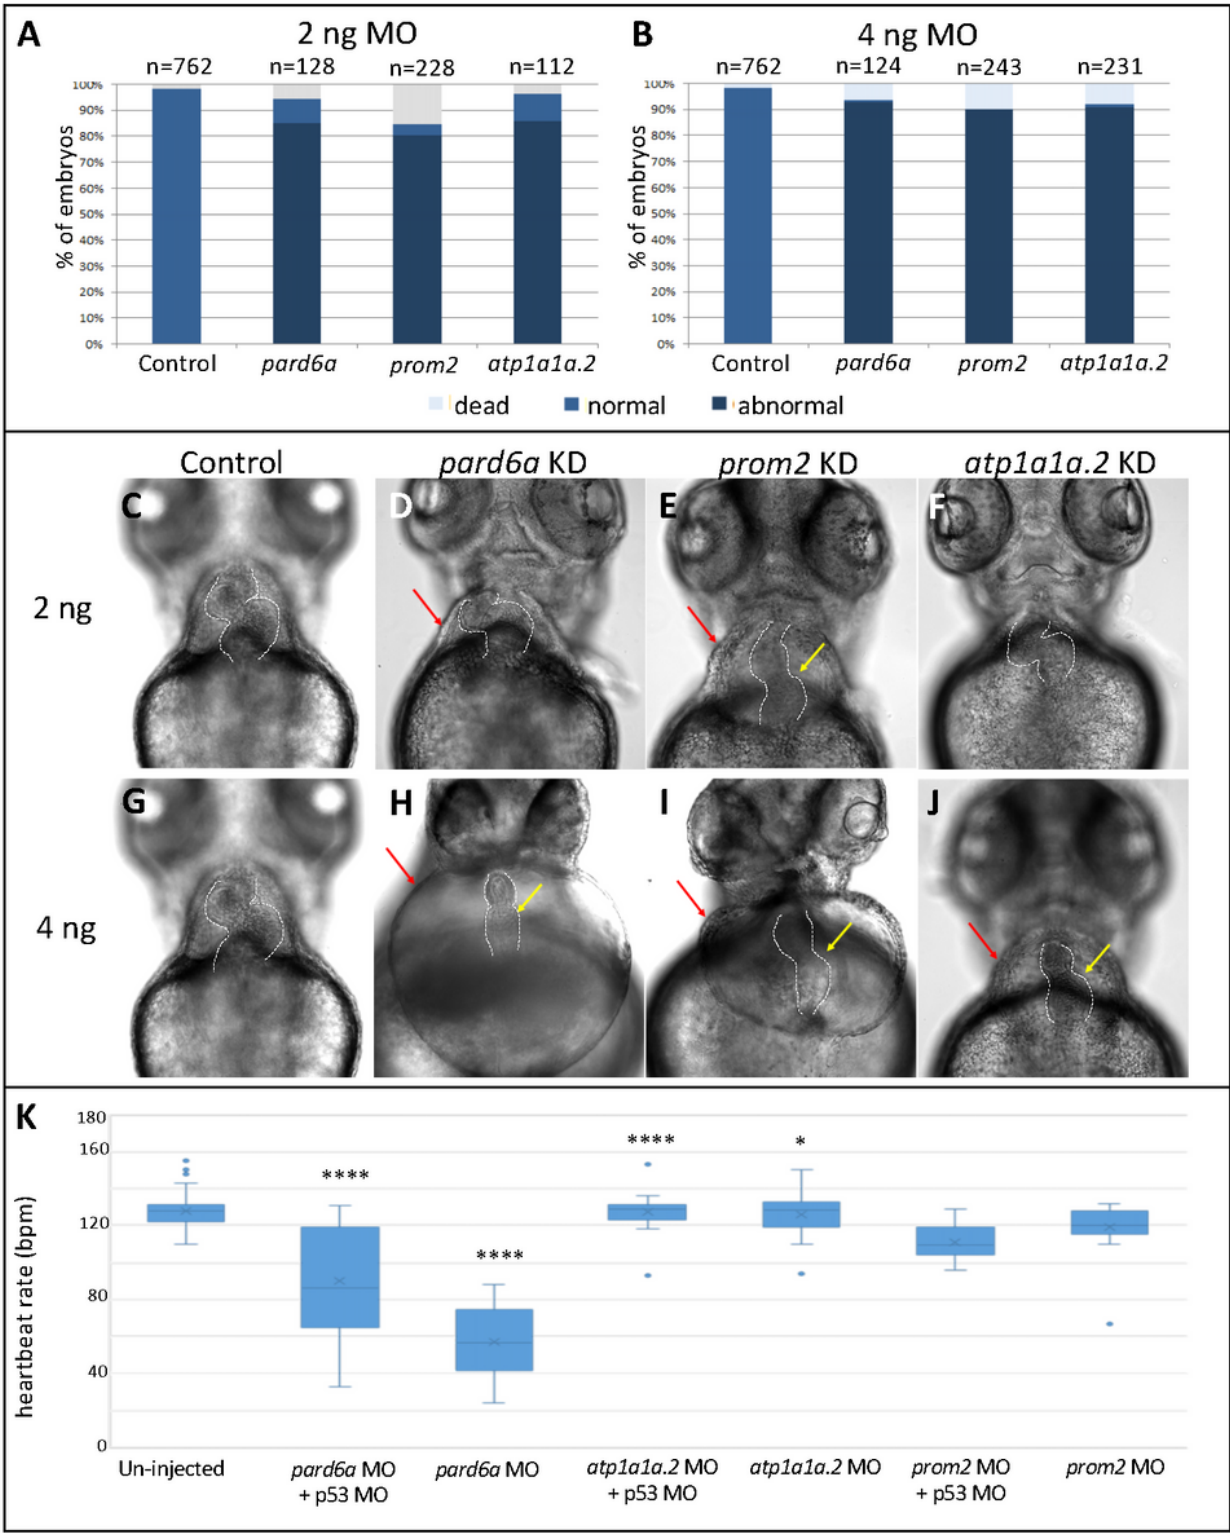 A
2 ng MO
n=762 n=128 n=228 n=112
% of embryos
100%
90%
80%
70%
60%
50%
40%
30%
20%
10%
0%
Control pard6a prom2 atp1a1a.2
B
4 ng MO
n=762 n=124 n=243 n=231
% of embryos
100%
90%
80%
70%
60%
50%
40%
30%
20%
10%
0%
Control pard6a prom2 atp1a1a.2
dead normal abnormal
Control pard6a KD prom2 KD atp1a1a.2 KD
2 ng
C D E F
4 ng
G H I J
K
heartbeat rate (bpm)
180
160
120
80
40
0
**** **** **** *
Un-injected
pard6a MO
+ p53 MO
pard6a MO
atp1a1a.2 MO
+ p53 MO
atp1a1a.2 MO
prom2 MO
+ p53 MO
prom2 MO